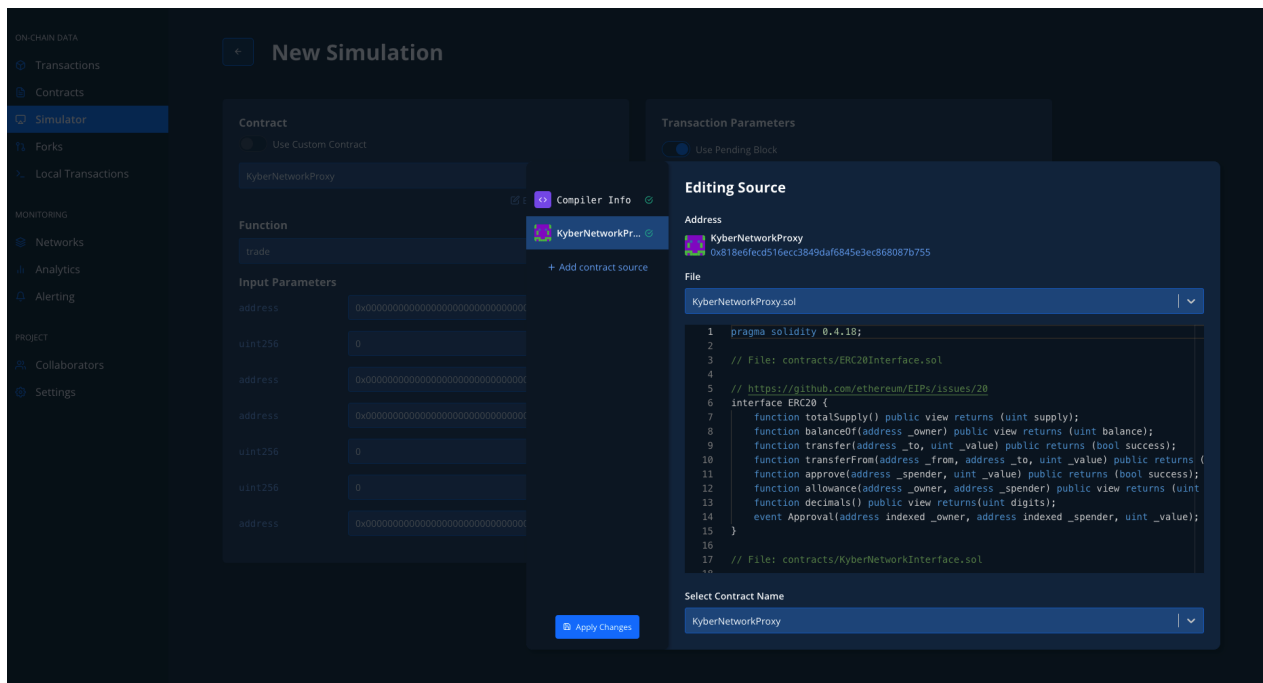 ON-CHAIN DATA
Transactions
Contracts
Simulator
Forks
Local Transactions
MONITORING
Networks
Analytics
Alerting
PROJECT
Collaborators
Settings
New Simulation
Contract
Use Custom Contract
KyberNetworkProxy
Function
trade
Input Parameters
address
uint256
0
address
address
uint256
0
uint256
0
address
Transaction Parameters
Use Pending Block
Compiler Info
KyberNetworkPr...
+ Add contract source
Apply Changes
Editing Source
Address
KyberNetworkProxy
0x818e6fecd516ecc3849daf6845e3ec868087b755
File
KyberNetworkProxy.sol
1 pragma solidity 0.4.18;
2
3 // File: contracts/ERC20Interface.sol
4
5 // https://github.com/ethereum/EIPs/issues/20
6 interface ERC20 {
7 function totalSupply() public view returns (uint supply);
8 function balanceOf(address _owner) public view returns (uint balance);
9 function transfer(address _to, uint _value) public returns (bool success);
10 function transferFrom(address _from, address _to, uint _value) public returns (
11 function approve(address _spender, uint _value) public returns (bool success);
12 function allowance(address _owner, address _spender) public view returns (uint
13 function decimals() public view returns(uint digits);
14 event Approval(address indexed _owner, address indexed _spender, uint _value);
15 }
16
17 // File: contracts/KyberNetworkInterface.sol
Select Contract Name
KyberNetworkProxy